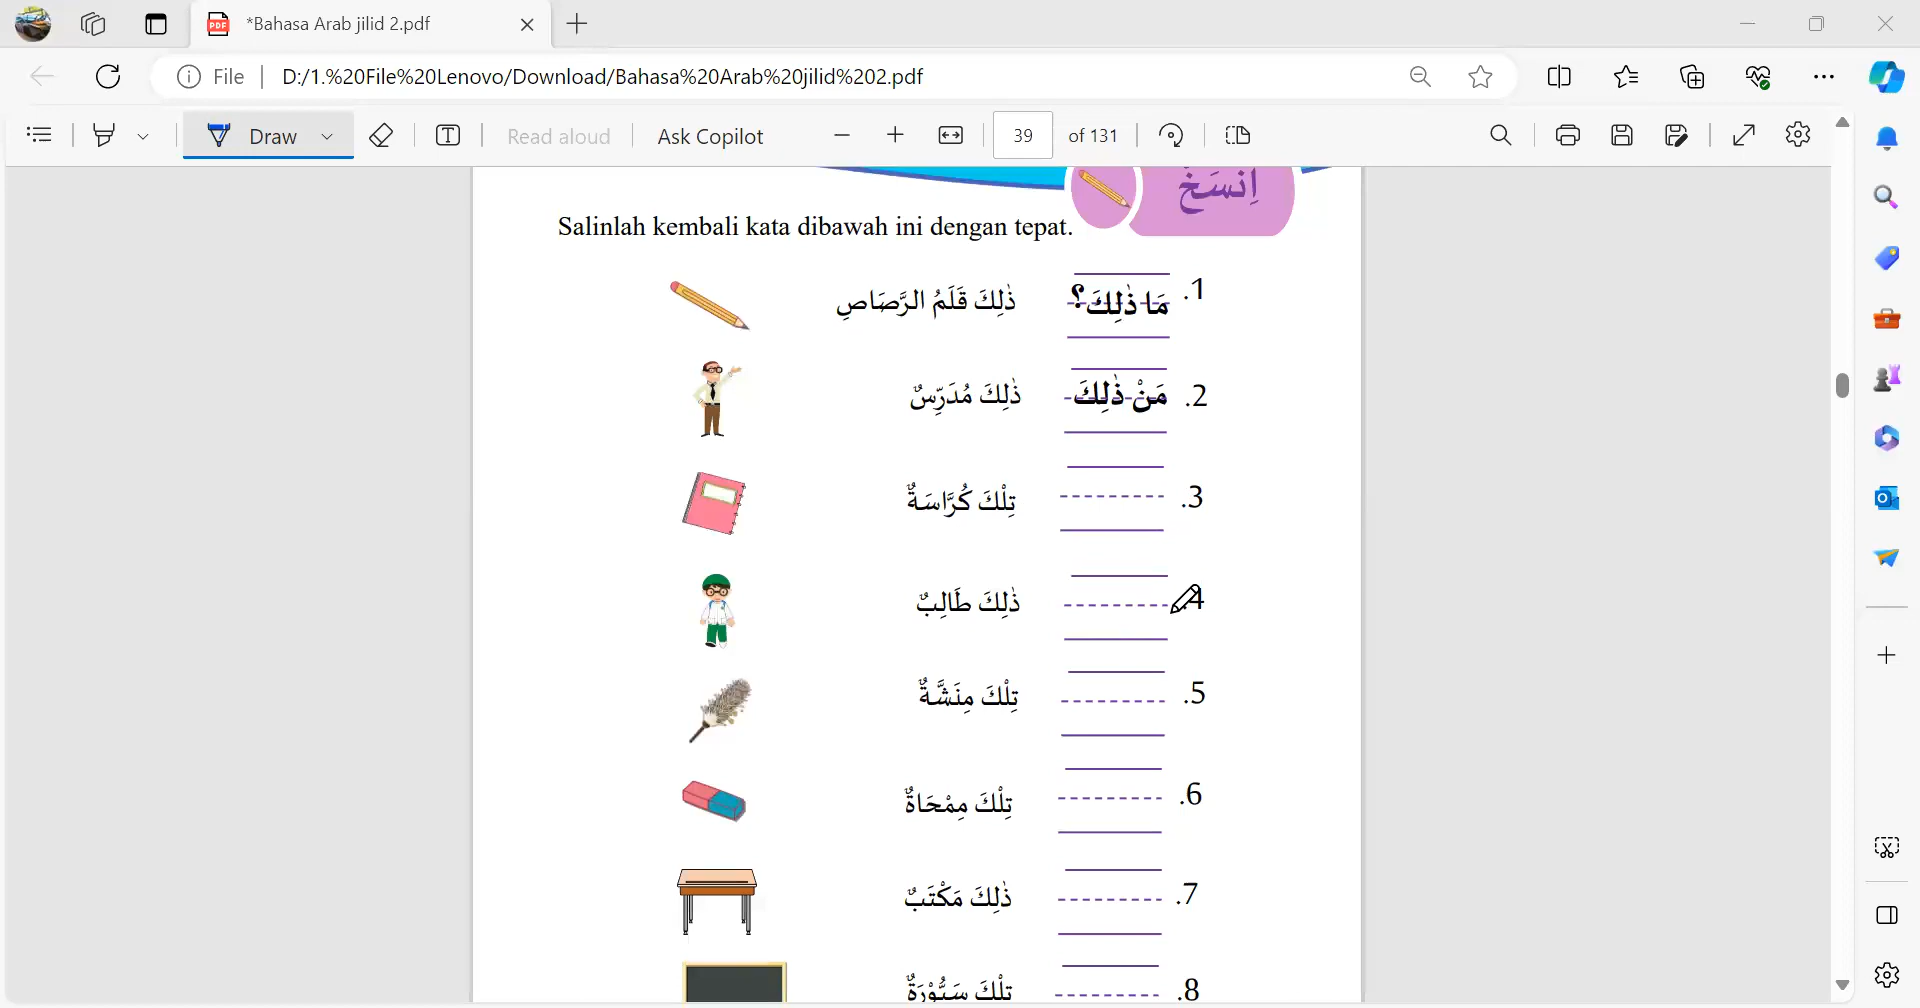 *Bahasa Arab jilid 2.pdf
File D:/1.%20File%20Lenovo/Download/Bahasa%20Arab%20jilid%202.pdf
Draw Read aloud Ask Copilot 39 of 131
اِنْسَخْ
Salinlah kembali kata dibawah ini dengan tepat.
1. مَا ذٰلِكَ؟ ذٰلِكَ قَلَمُ الرَّصَاصِ
2. مَنْ ذٰلِكَ ذٰلِكَ مُدَرِّسٌ
3. تِلْكَ كُرَّاسَةٌ
4. ذٰلِكَ طَالِبٌ
5. تِلْكَ مِنَشَّةٌ
6. تِلْكَ مِمْحَاةٌ
7. ذٰلِكَ مَكْتَبٌ
8. تِلْكَ سَبُّوْرَةٌ